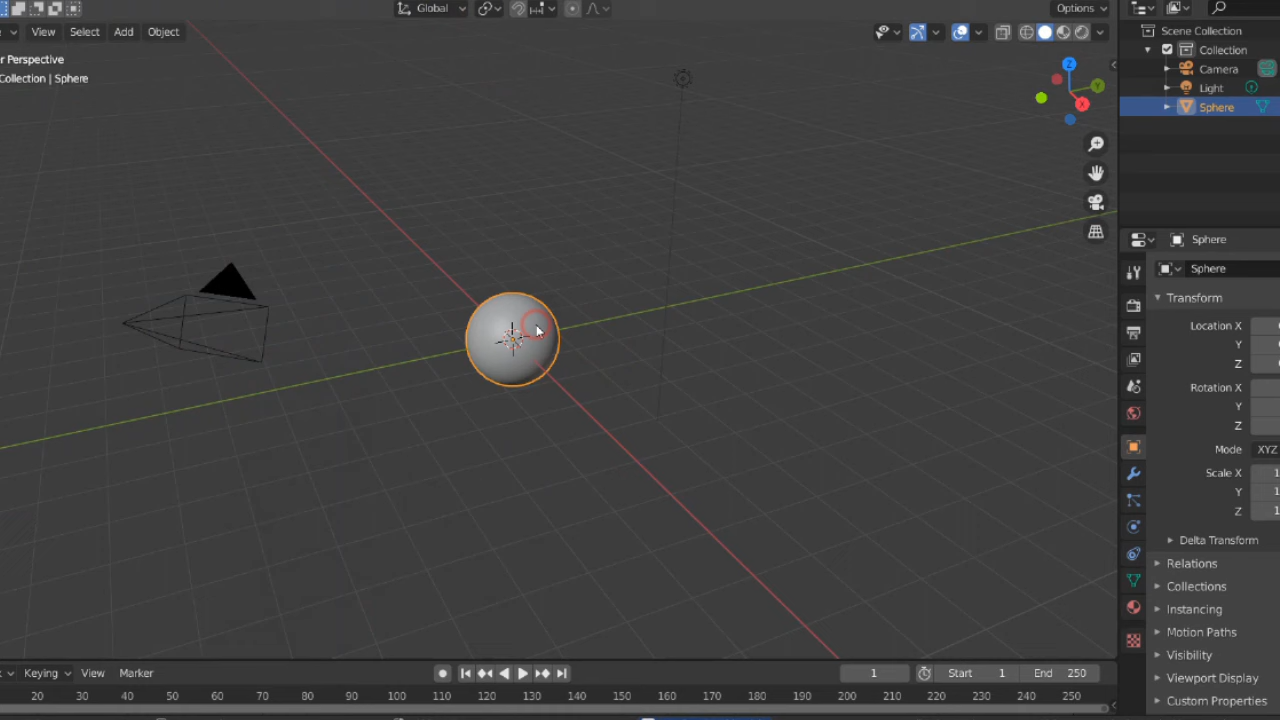 Global
Options
View Select Add Object
r Perspective
Collection | Sphere
Z
Y
X
Scene Collection
Collection
Camera
Light
Sphere
Sphere
Sphere
Transform
Location X
Y
Z
Rotation X
Y
Z
Mode XYZ
Scale X 1
Y 1
Z 1
Delta Transform
Relations
Collections
Instancing
Motion Paths
Visibility
Viewport Display
Custom Properties
Keying View Marker
1 Start 1 End 250
20 30 40 50 60 70 80 90 100 110 120 130 140 150 160 170 180 190 200 210 220 230 240 250